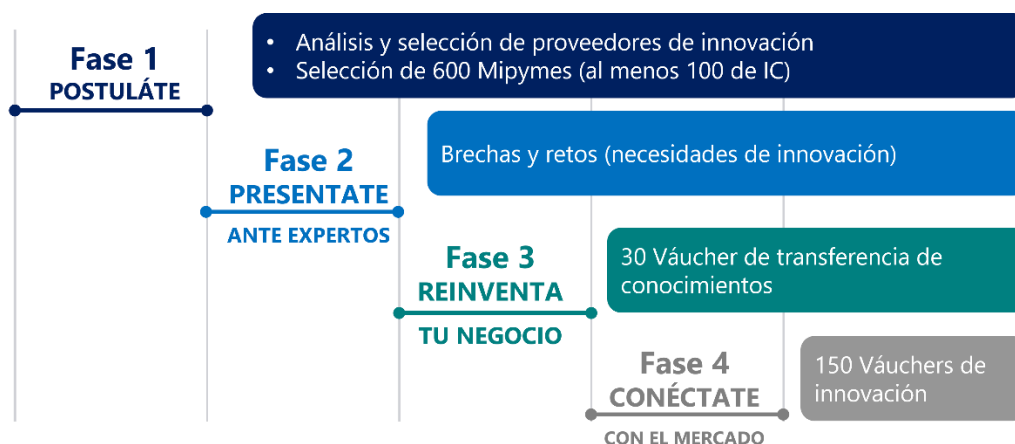 Fase 1
POSTULÁTE
• Análisis y selección de proveedores de innovación
• Selección de 600 Mipymes (al menos 100 de IC)
Fase 2
PRESENTATE
ANTE EXPERTOS
Brechas y retos (necesidades de innovación)
Fase 3
REINVENTA
TU NEGOCIO
30 Váucher de transferencia de
conocimientos
Fase 4
CONÉCTATE
CON EL MERCADO
150 Váuchers de
innovación